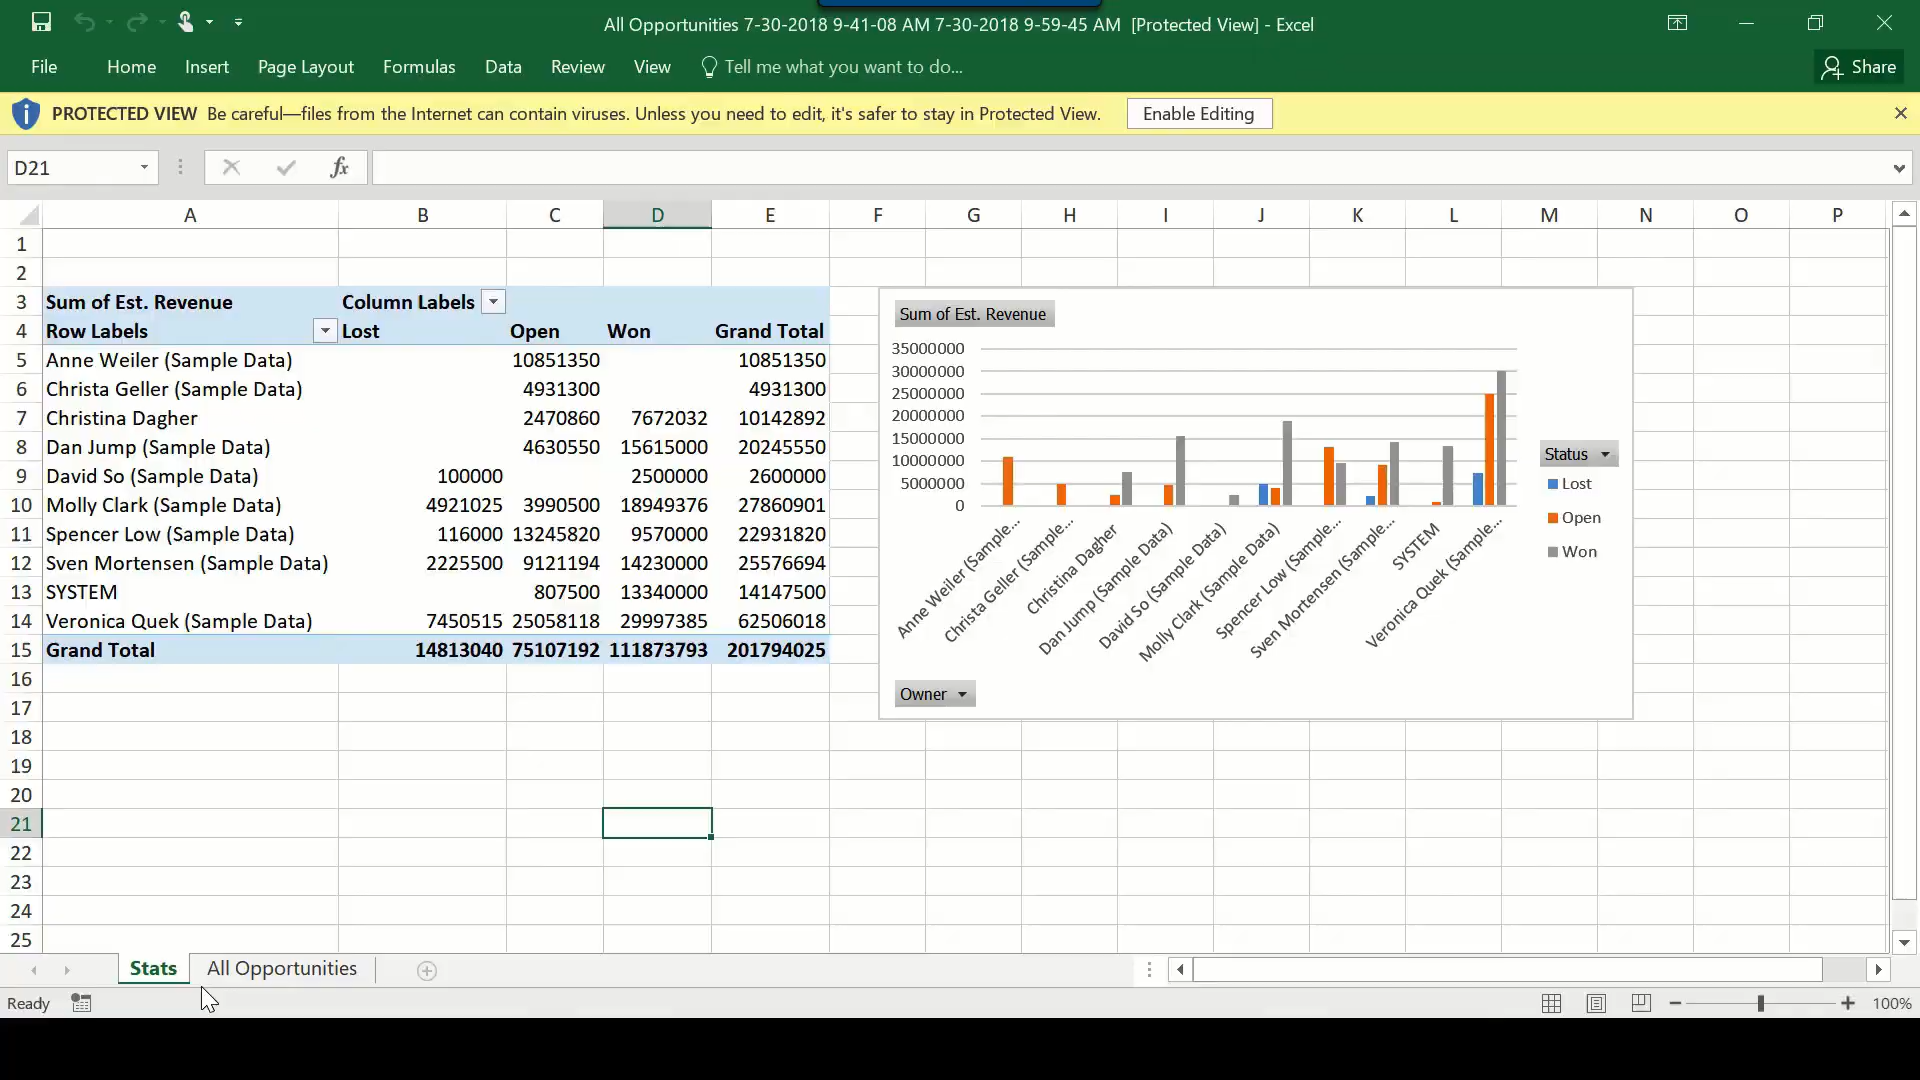 All Opportunities 7-30-2018 9-41-08 AM 7-30-2018 9-59-45 AM [Protected View] - Excel
File Home Insert Page Layout Formulas Data Review View Tell me what you want to do... Share
PROTECTED VIEW Be careful—files from the Internet can contain viruses. Unless you need to edit, it's safer to stay in Protected View. Enable Editing
D21 fx
A B C D E F G H I J K L M N O P
1
2
3 Sum of Est. Revenue Column Labels
4 Row Labels Lost Open Won Grand Total
5 Anne Weiler (Sample Data) 10851350 10851350
6 Christa Geller (Sample Data) 4931300 4931300
7 Christina Dagher 2470860 7672032 10142892
8 Dan Jump (Sample Data) 4630550 15615000 20245550
9 David So (Sample Data) 100000 2500000 2600000
10 Molly Clark (Sample Data) 4921025 3990500 18949376 27860901
11 Spencer Low (Sample Data) 116000 13245820 9570000 22931820
12 Sven Mortensen (Sample Data) 2225500 9121194 14230000 25576694
13 SYSTEM 807500 13340000 14147500
14 Veronica Quek (Sample Data) 7450515 25058118 29997385 62506018
15 Grand Total 14813040 75107192 111873793 201794025
16
17
18
19
20
21
22
23
24
25
Sum of Est. Revenue
35000000
30000000
25000000
20000000
15000000
10000000
5000000
0
Anne Weiler (Sample...
Christa Geller (Sample...
Christina Dagher
Dan Jump (Sample Data)
David So (Sample Data)
Molly Clark (Sample Data)
Spencer Low (Sample...
Sven Mortensen (Sample...
SYSTEM
Veronica Quek (Sample...
Status
Lost
Open
Won
Owner
Stats All Opportunities
Ready 100%